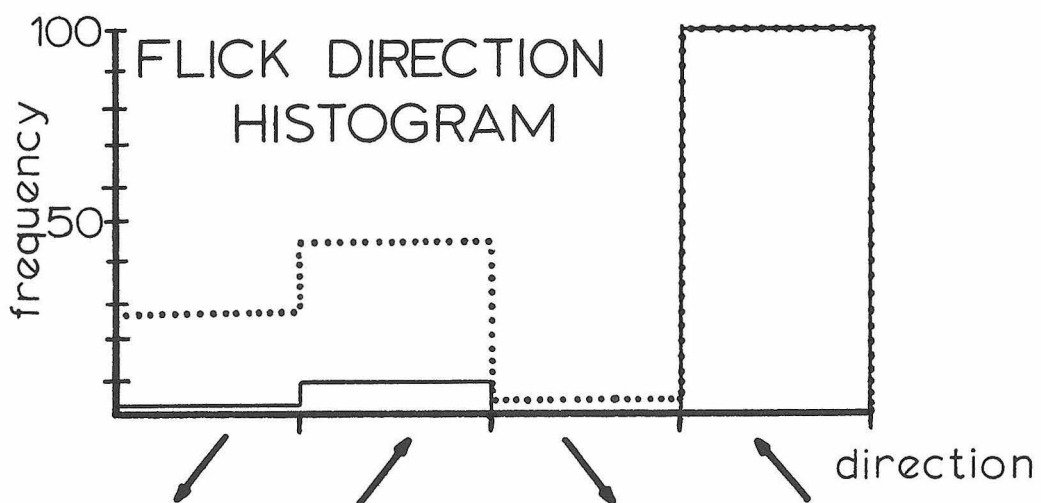 100
FLICK DIRECTION
HISTOGRAM
frequency
50
direction